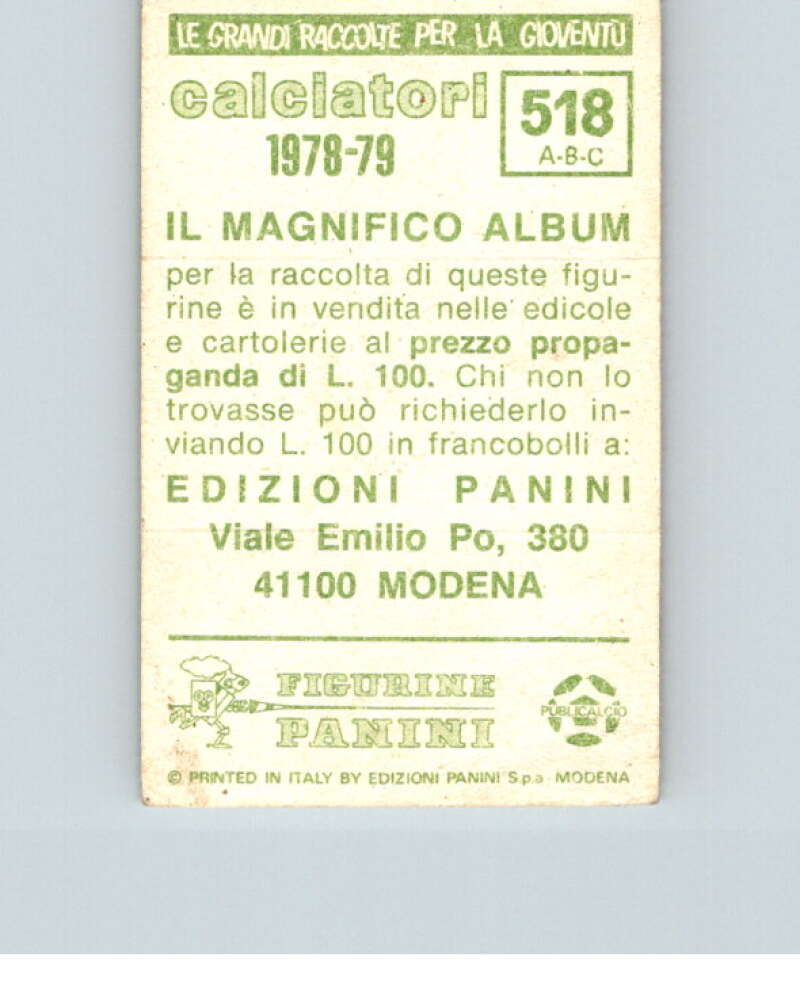 LE GRANDI RACCOLTE PER LA GIOVENTÙ
calciatori
1978-79
518
A-B-C
IL MAGNIFICO ALBUM
per la raccolta di queste figu-
rine è in vendita nelle edicole
e cartolerie al prezzo propa-
ganda di L. 100. Chi non lo
trovasse può richiederlo in-
viando L. 100 in francobolli a:
EDIZIONI PANINI
Viale Emilio Po, 380
41100 MODENA
FIGURINE
PANINI
PUBLICALCIO
© PRINTED IN ITALY BY EDIZIONI PANINI S.p.a. MODENA